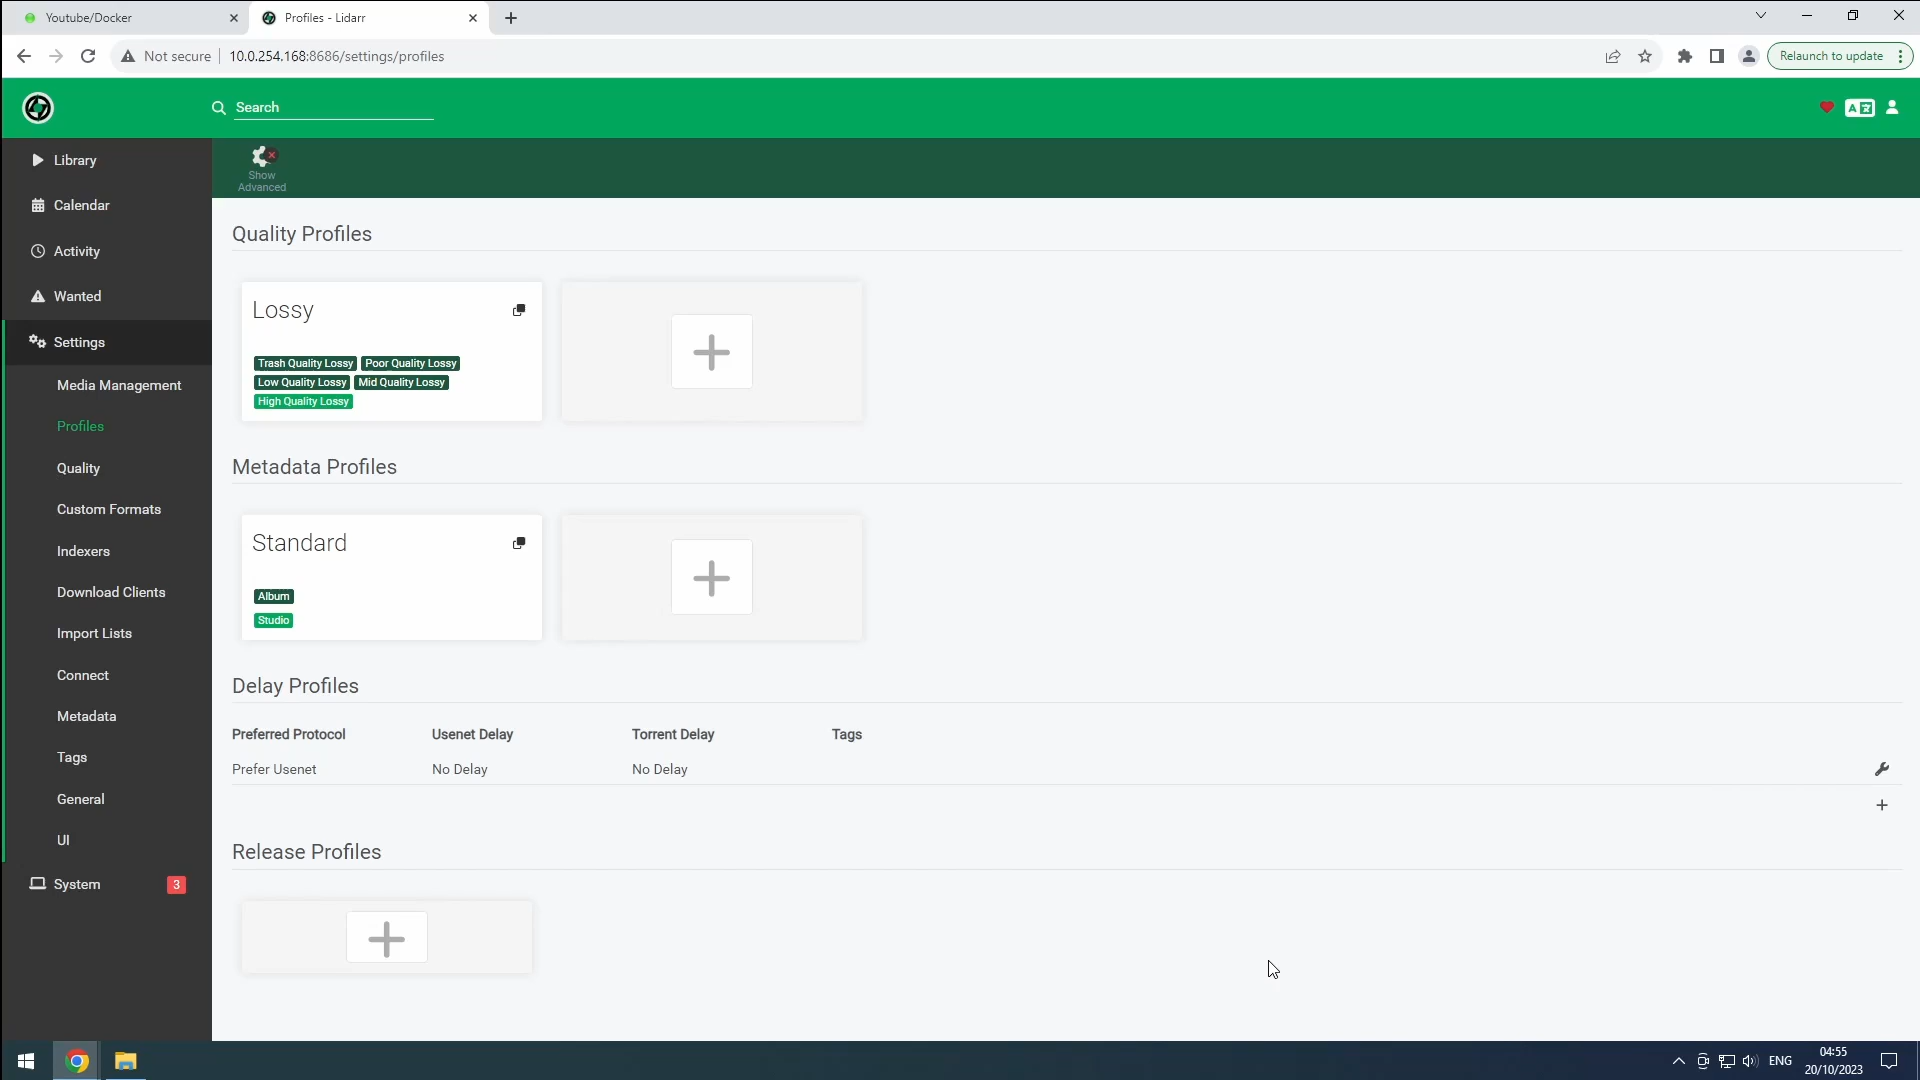 Youtube/Docker
Profiles - Lidarr
Not secure
10.0.254.168:8686/settings/profiles
Relaunch to update
Search
Library
Calendar
Activity
Wanted
Settings
Media Management
Profiles
Quality
Custom Formats
Indexers
Download Clients
Import Lists
Connect
Metadata
Tags
General
UI
System 3
Show
Advanced
Quality Profiles
Lossy
Trash Quality Lossy Poor Quality Lossy
Low Quality Lossy Mid Quality Lossy
High Quality Lossy
Metadata Profiles
Standard
Album
Studio
Delay Profiles
Preferred Protocol Usenet Delay Torrent Delay Tags
Prefer Usenet No Delay No Delay
Release Profiles
ENG
04:55
20/10/2023